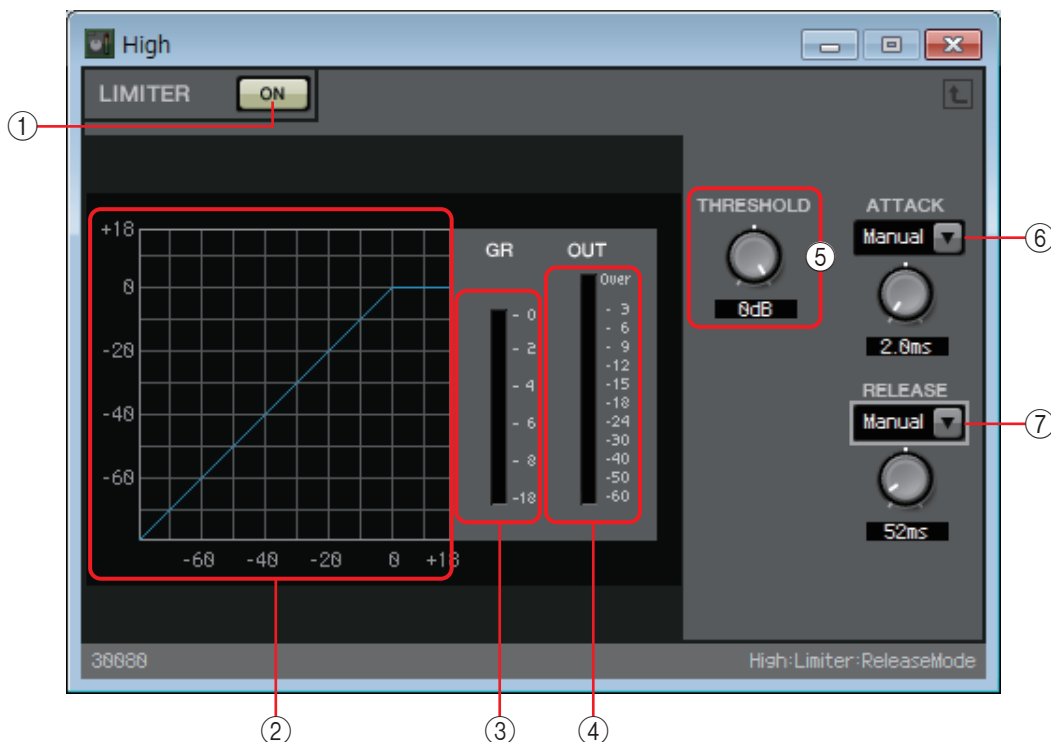 High
LIMITER ON
①
THRESHOLD ATTACK
+18 GR OUT Manual ⑥
⑤
0 Over
- 0 - 3 0dB
- 6
-20 - 2 - 9 2.0ms
-12
- 4 -15 RELEASE
-18
-40 - 6 -24 Manual ⑦
-30
-60 - 8 -40
-50
-18 -60
52ms
-60 -40 -20 0 +18
30080 High:Limiter:ReleaseMode
② ③ ④